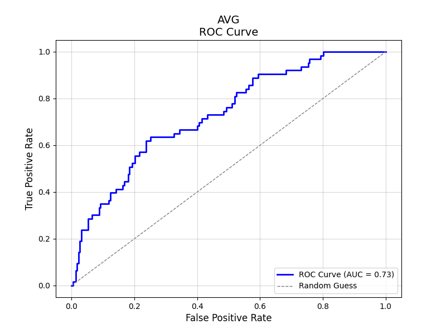 AVG
ROC Curve
1.0
0.8
0.6
0.4
0.2
0.0
True Positive Rate
0.0 0.2 0.4 0.6 0.8 1.0
False Positive Rate
ROC Curve (AUC = 0.73)
Random Guess